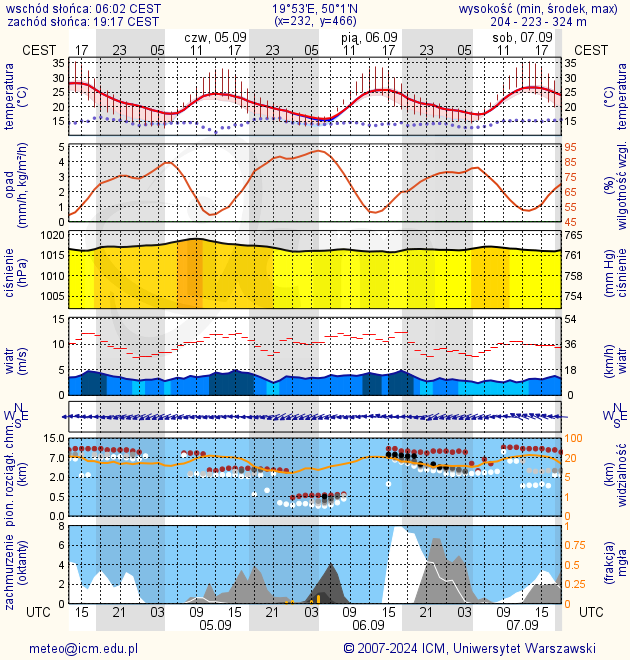 wschód słońca: 06:02 CEST 19°53'E, 50°1'N wysokość (min, środek, max)
zachód słońca: 19:17 CEST (x=232, y=466) 204 - 223 - 324 m
czw, 05.09 pią, 06.09 sob, 07.09
CEST 17 23 05 11 17 23 05 11 17 23 05 11 17 CEST
temperatura (°C) 35 30 25 20 15 35 30 25 20 15 temperatura (°C)
opad (mm/h, kg/m²/h) 5 4 3 2 1 0 95 85 75 65 55 45 (%) wilgotność wzgl.
ciśnienie (hPa) 1020 1015 1010 1005 765 761 758 754 (mm Hg) ciśnienie
wiatr (m/s) 15 10 5 0 54 36 18 0 (km/h) wiatr
N W E S N W E S
pion. rozciągł. chm. (km) 15.0 7.0 2.0 0.5 0.0 100 20 5 1 0 (km) widzialność
zachmurzenie (oktanty) 8 6 4 2 0 1 0.75 0.5 0.25 0 (frakcja) mgła
UTC 15 21 03 09 15 21 03 09 15 21 03 09 15 UTC
05.09 06.09 07.09
meteo@icm.edu.pl © 2007-2024 ICM, Uniwersytet Warszawski